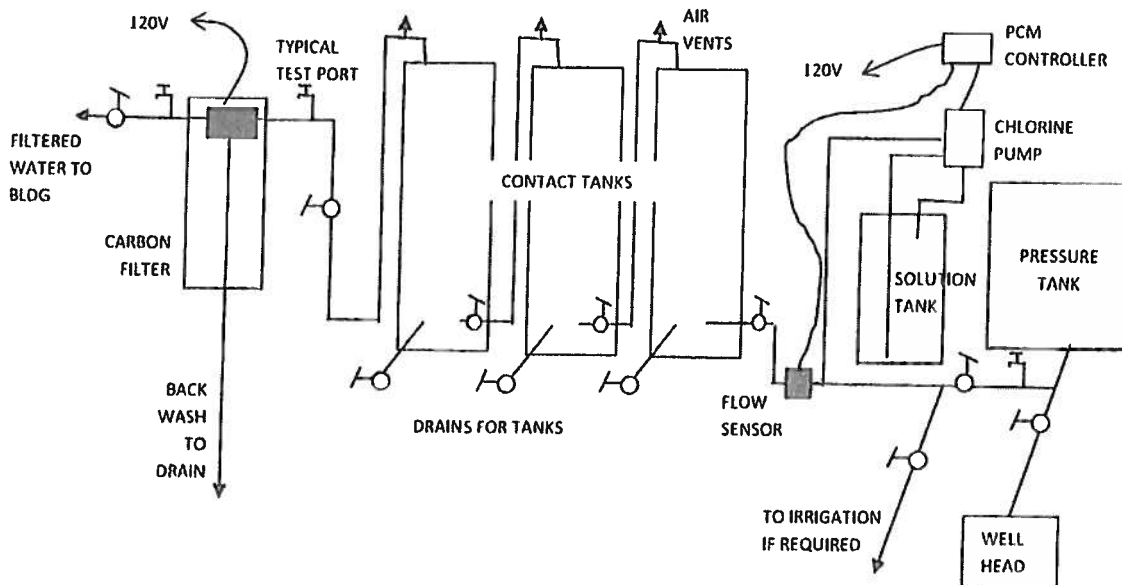 120V
TYPICAL
TEST PORT
AIR
VENTS
PCM
CONTROLLER
120V
FILTERED
WATER TO
BLDG
CHLORINE
PUMP
CONTACT TANKS
CARBON
FILTER
SOLUTION
TANK
PRESSURE
TANK
BACK
WASH
TO
DRAIN
DRAINS FOR TANKS
FLOW
SENSOR
TO IRRIGATION
IF REQUIRED
WELL
HEAD